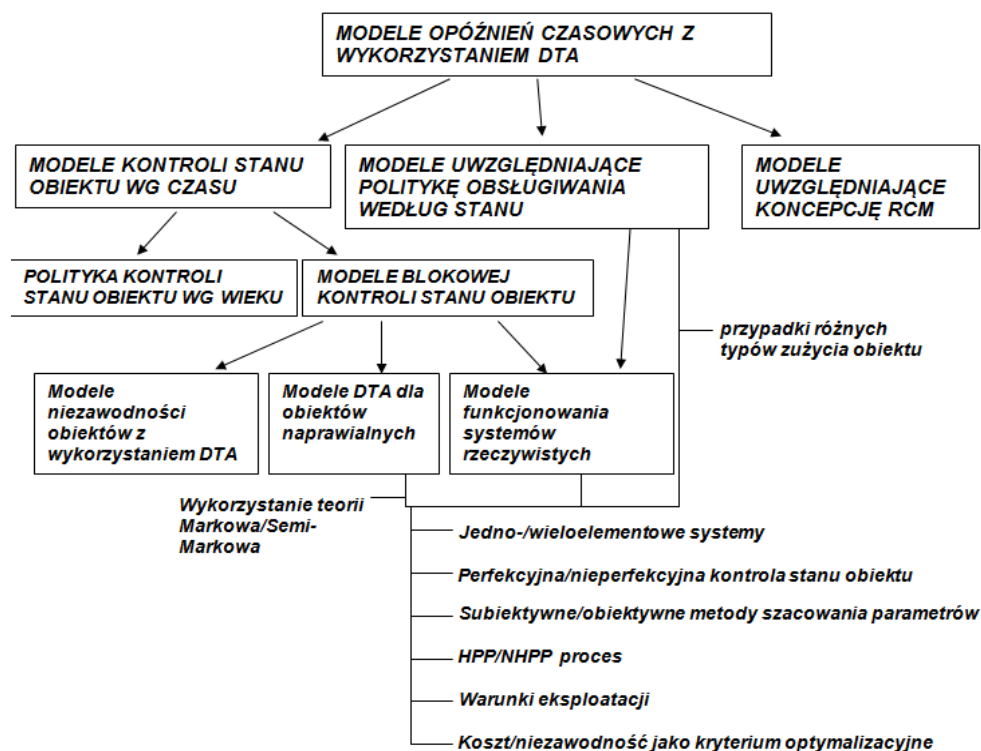 MODELE OPÓŹNIEŃ CZASOWYCH Z
WYKORZYSTANIEM DTA
MODELE KONTROLI STANU
OBIEKTU WG CZASU
MODELE UWZGLĘDNIAJĄCE
POLITYKĘ OBSŁUGIWANIA
WEDŁUG STANU
MODELE
UWZGLĘDNIAJĄCE
KONCEPCJĘ RCM
POLITYKA KONTROLI
STANU OBIEKTU WG WIEKU
MODELE BLOKOWEJ
KONTROLI STANU OBIEKTU
przypadki różnych
typów zużycia obiektu
Modele
niezawodności
obiektów z
wykorzystaniem DTA
Modele DTA dla
obiektów
naprawialnych
Modele
funkcjonowania
systemów
rzeczywistych
Wykorzystanie teorii
Markowa/Semi-
Markowa
Jedno-/wieloelementowe systemy
Perfekcyjna/nieperfekcyjna kontrola stanu obiektu
Subiektywne/obiektywne metody szacowania parametrów
HPP/NHPP proces
Warunki eksploatacji
Koszt/niezawodność jako kryterium optymalizacyjne